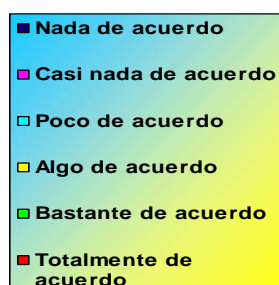 Nada de acuerdo
Casi nada de acuerdo
Poco de acuerdo
Algo de acuerdo
Bastante de acuerdo
Totalmente de
acuerdo